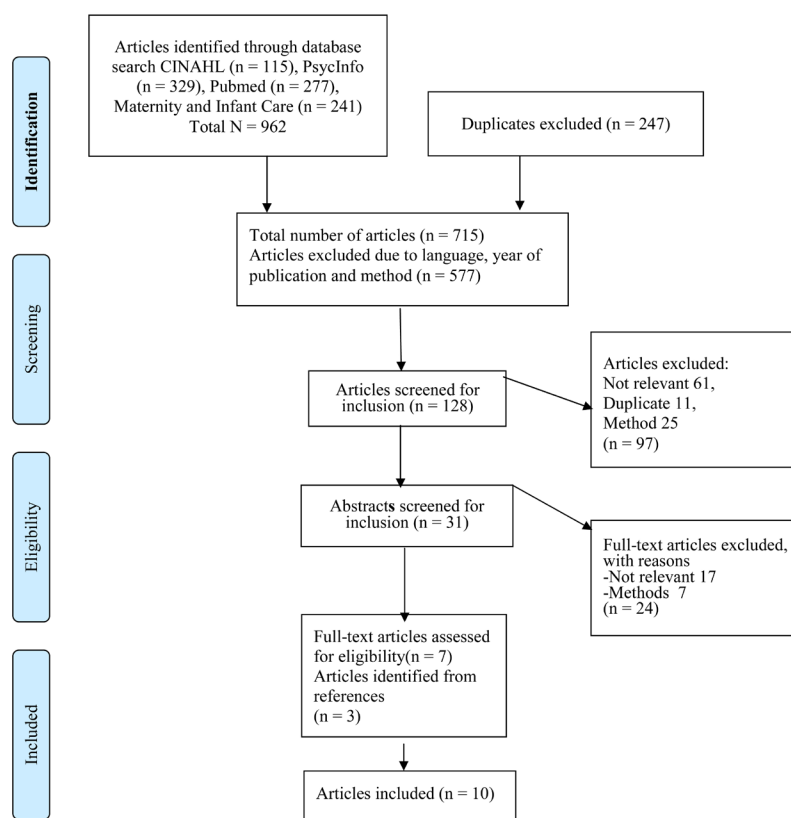 Identification
Articles identified through database
search CINAHL (n = 115), PsycInfo
(n = 329), Pubmed (n = 277),
Maternity and Infant Care (n = 241)
Total N = 962
Duplicates excluded (n = 247)
Total number of articles (n = 715)
Articles excluded due to language, year of
publication and method (n = 577)
Screening
Articles screened for
inclusion (n = 128)
Articles excluded:
Not relevant 61,
Duplicate 11,
Method 25
(n = 97)
Eligibility
Abstracts screened for
inclusion (n = 31)
Full-text articles excluded,
with reasons
-Not relevant 17
-Methods 7
(n = 24)
Full-text articles assessed
for eligibility(n = 7)
Articles identified from
references
(n = 3)
Included
Articles included (n = 10)